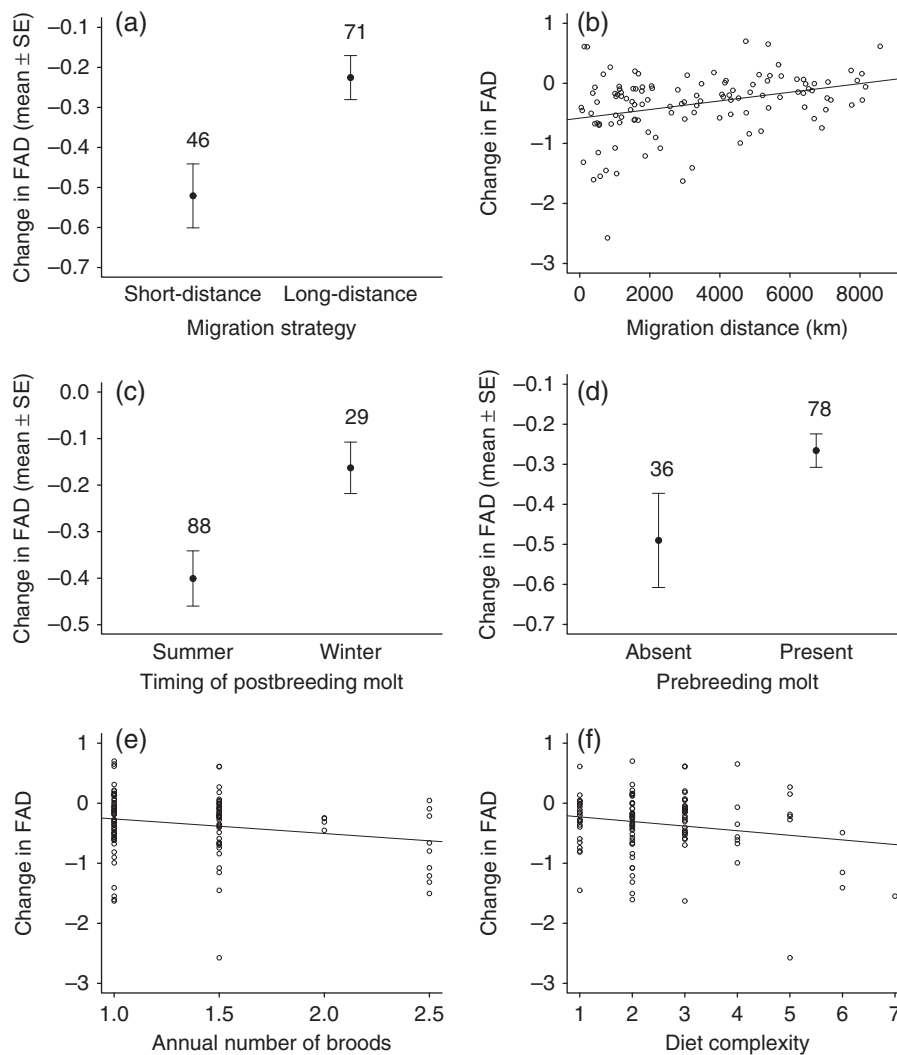 (a)
Change in FAD (mean ± SE)
−0.1
−0.2
−0.3
−0.4
−0.5
−0.6
−0.7
46
71
Short-distance Long-distance
Migration strategy
(b)
Change in FAD
1
0
−1
−2
−3
0 2000 4000 6000 8000
Migration distance (km)
(c)
Change in FAD (mean ± SE)
0.0
−0.1
−0.2
−0.3
−0.4
−0.5
88
29
Summer Winter
Timing of postbreeding molt
(d)
Change in FAD (mean ± SE)
−0.1
−0.2
−0.3
−0.4
−0.5
−0.6
−0.7
36
78
Absent Present
Prebreeding molt
(e)
Change in FAD
1
0
−1
−2
−3
1.0 1.5 2.0 2.5
Annual number of broods
(f)
Change in FAD
1
0
−1
−2
−3
1 2 3 4 5 6 7
Diet complexity